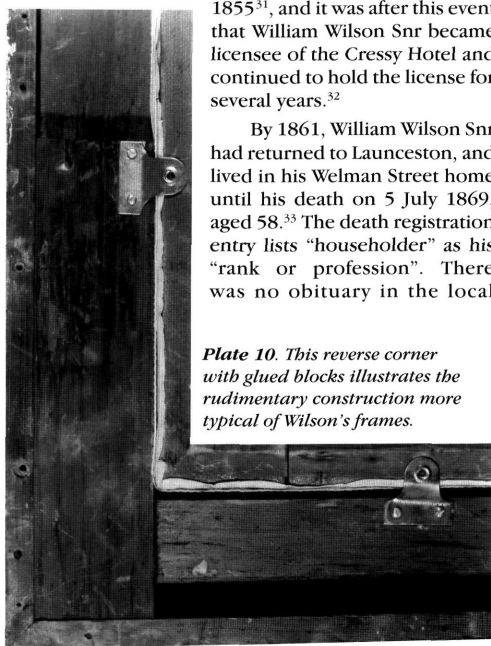 1855³¹, and it was after this event
that William Wilson Snr became
licensee of the Cressy Hotel and
continued to hold the license for
several years.³²
By 1861, William Wilson Snr
had returned to Launceston, and
lived in his Welman Street home
until his death on 5 July 1869,
aged 58.³³ The death registration
entry lists “householder” as his
“rank or profession”. There
was no obituary in the local
Plate 10. This reverse corner
with glued blocks illustrates the
rudimentary construction more
typical of Wilson’s frames.